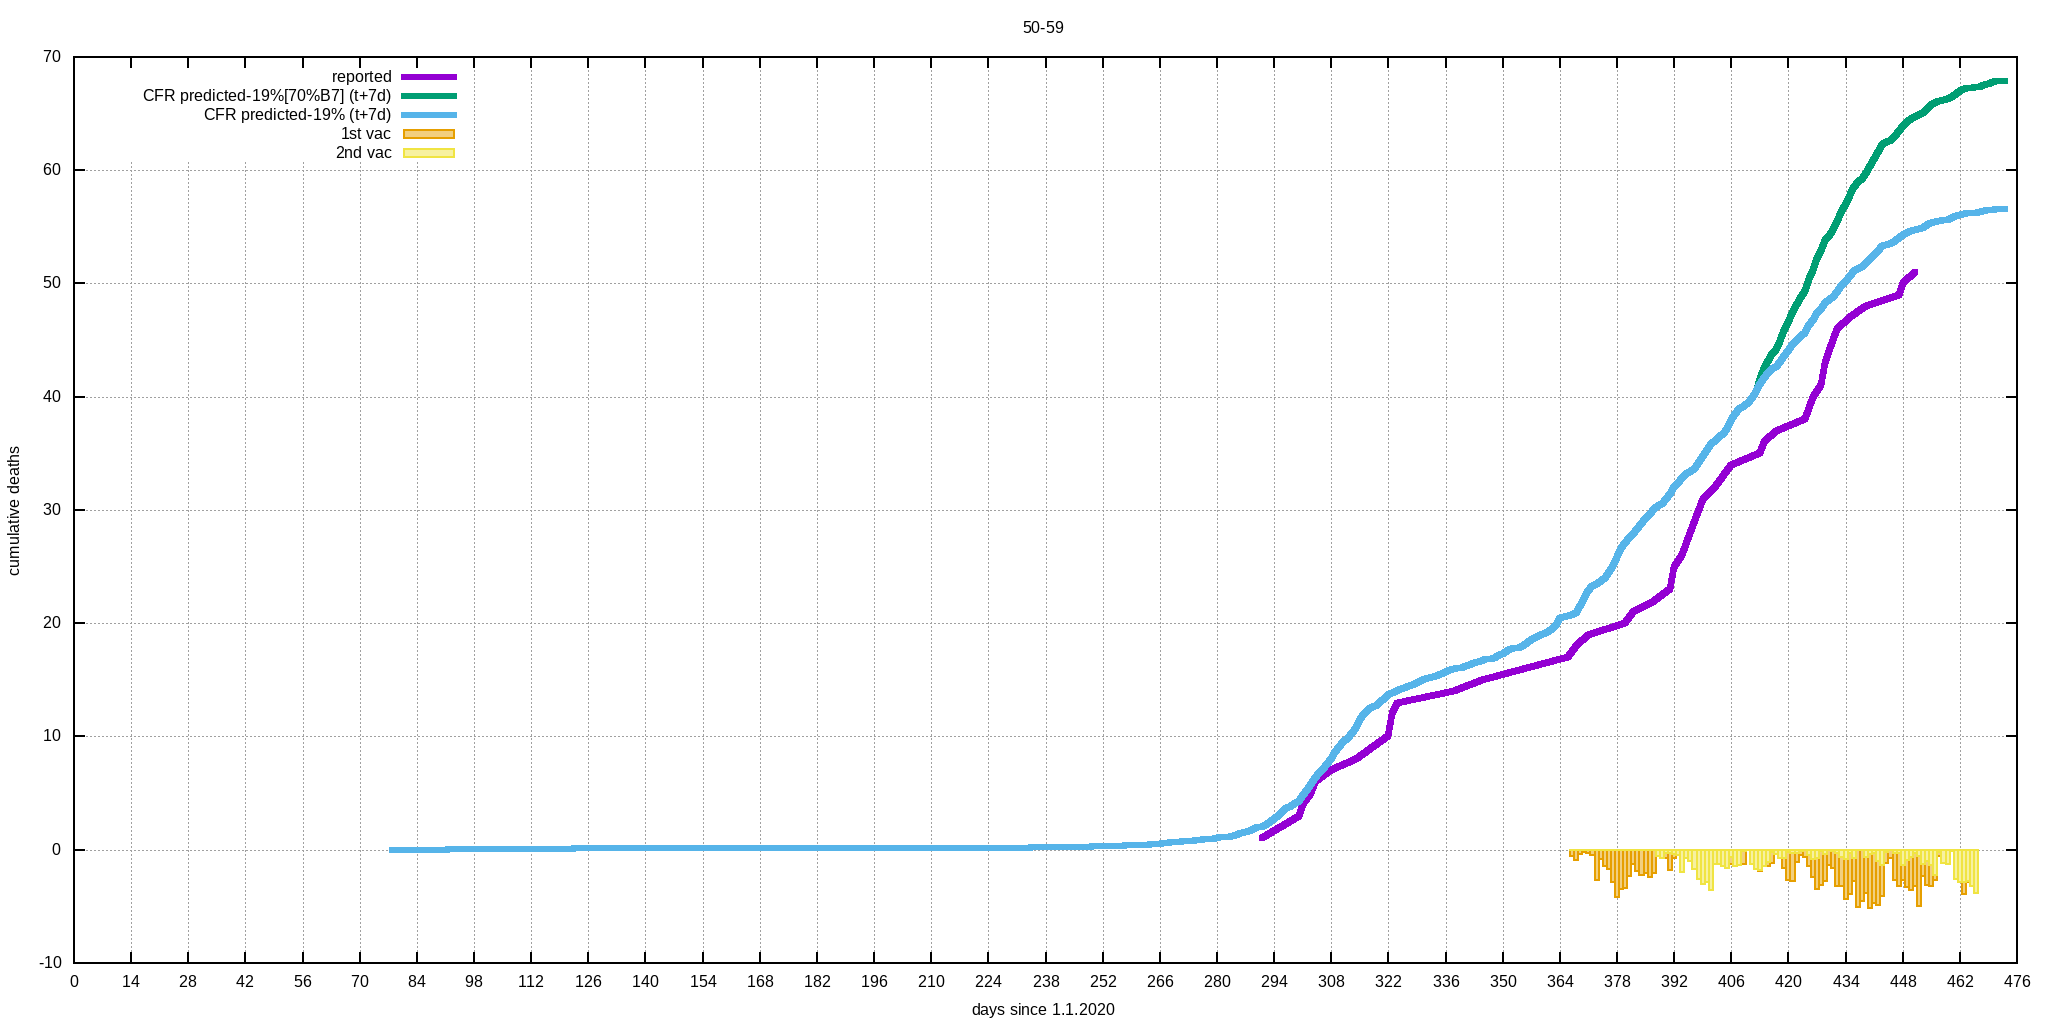 50-59
70
60
50
40
30
20
10
0
-10
cumulative deaths
reported
CFR predicted-19%[70%B7] (t+7d)
CFR predicted-19% (t+7d)
1st vac
2nd vac
0 14 28 42 56 70 84 98 112 126 140 154 168 182 196 210 224 238 252 266 280 294 308 322 336 350 364 378 392 406 420 434 448 462 476
days since 1.1.2020